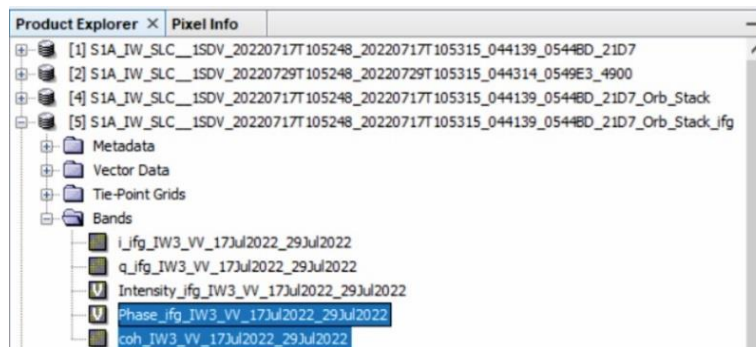 Product Explorer × Pixel Info
[1] S1A_IW_SLC__1SDV_20220717T105248_20220717T105315_044139_0544BD_21D7
[2] S1A_IW_SLC__1SDV_20220729T105248_20220729T105315_044314_0549E3_4900
[4] S1A_IW_SLC__1SDV_20220717T105248_20220717T105315_044139_0544BD_21D7_Orb_Stack
[5] S1A_IW_SLC__1SDV_20220717T105248_20220717T105315_044139_0544BD_21D7_Orb_Stack_ifg
Metadata
Vector Data
Tie-Point Grids
Bands
i_ifg_IW3_VV_17Jul2022_29Jul2022
q_ifg_IW3_VV_17Jul2022_29Jul2022
Intensity_ifg_IW3_VV_17Jul2022_29Jul2022
Phase_ifg_IW3_VV_17Jul2022_29Jul2022
coh_IW3_VV_17Jul2022_29Jul2022